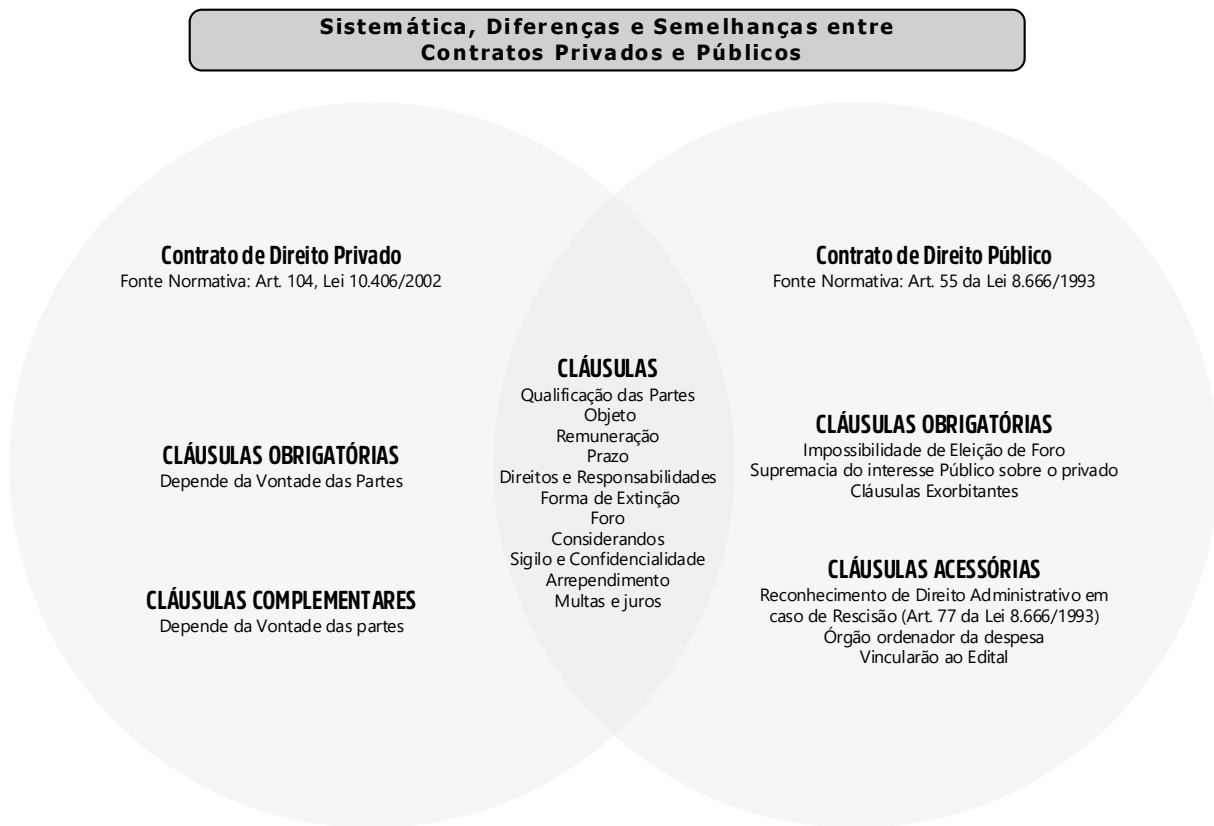 Sistemática, Diferenças e Semelhanças entre
Contratos Privados e Públicos
Contrato de Direito Privado
Fonte Normativa: Art. 104, Lei 10.406/2002
CLÁUSULAS OBRIGATÓRIAS
Depende da Vontade das Partes
CLÁUSULAS COMPLEMENTARES
Depende da Vontade das partes
CLÁUSULAS
Qualificação das Partes
Objeto
Remuneração
Prazo
Direitos e Responsabilidades
Forma de Extinção
Foro
Considerandos
Sigilo e Confidencialidade
Arrependimento
Multas e juros
Contrato de Direito Público
Fonte Normativa: Art. 55 da Lei 8.666/1993
CLÁUSULAS OBRIGATÓRIAS
Impossibilidade de Eleição de Foro
Supremacia do interesse Público sobre o privado
Cláusulas Exorbitantes
CLÁUSULAS ACESSÓRIAS
Reconhecimento de Direito Administrativo em
caso de Rescisão (Art. 77 da Lei 8.666/1993)
Órgão ordenador da despesa
Vincularão ao Edital